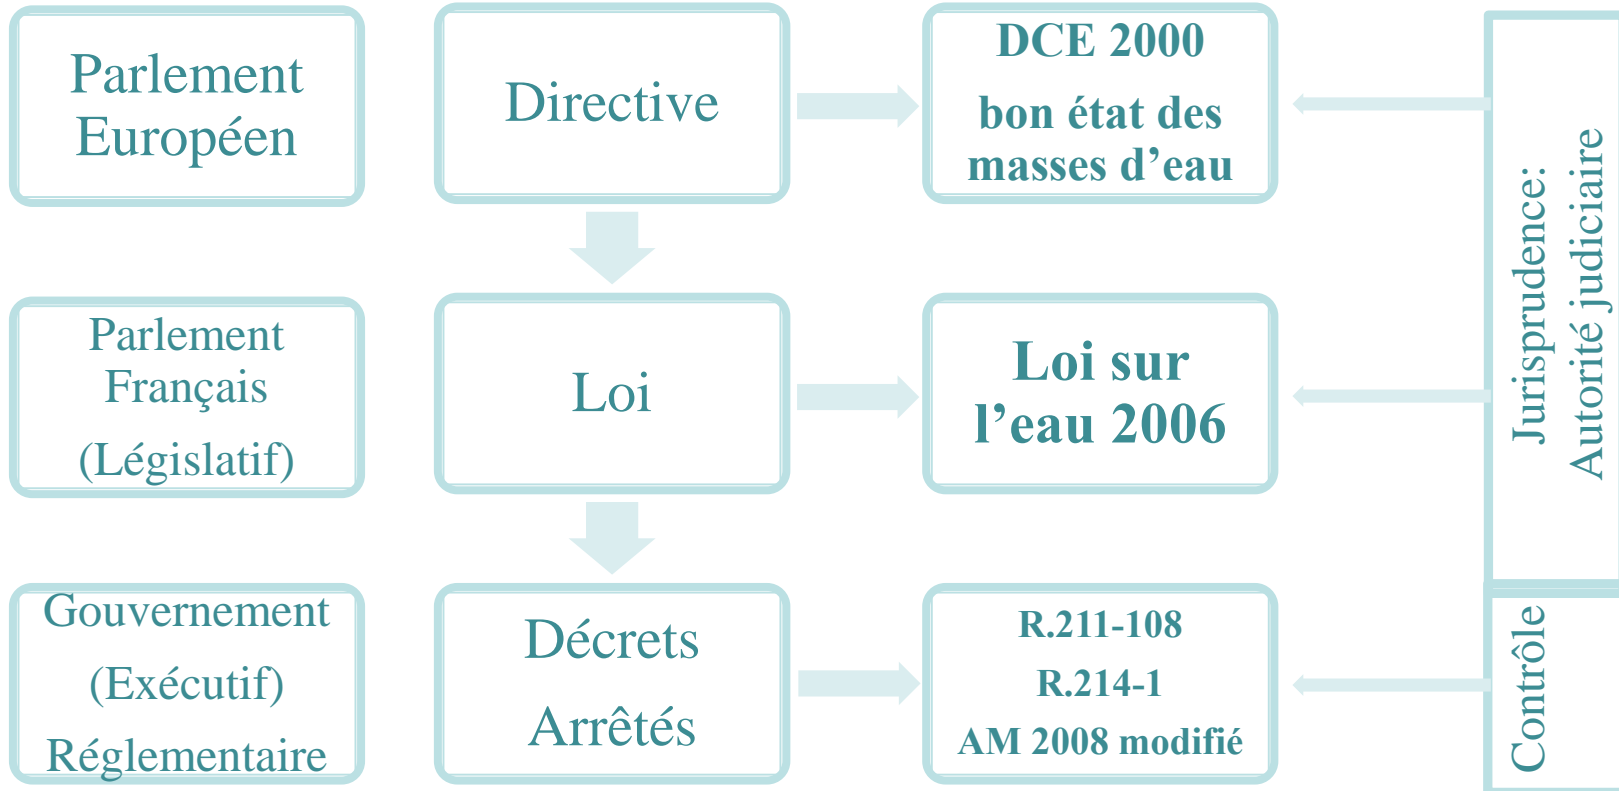 Parlement
Européen
Directive
DCE 2000
bon état des
masses d’eau
Parlement
Français
(Législatif)
Loi
Loi sur
l’eau 2006
Gouvernement
(Exécutif)
Réglementaire
Décrets
Arrêtés
R.211-108
R.214-1
AM 2008 modifié
Jurisprudence:
Autorité judiciaire
Contrôle